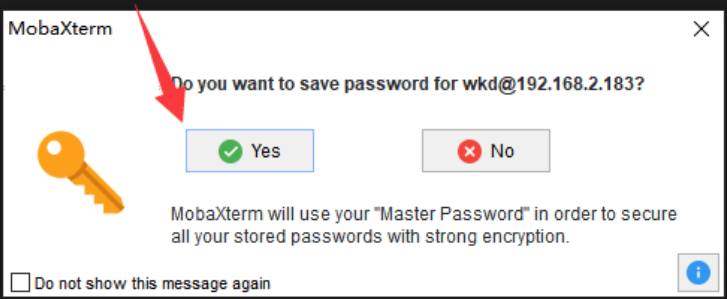 MobaXterm
Do you want to save password for wkd@192.168.2.183?
Yes
No
MobaXterm will use your "Master Password" in order to secure
all your stored passwords with strong encryption.
Do not show this message again